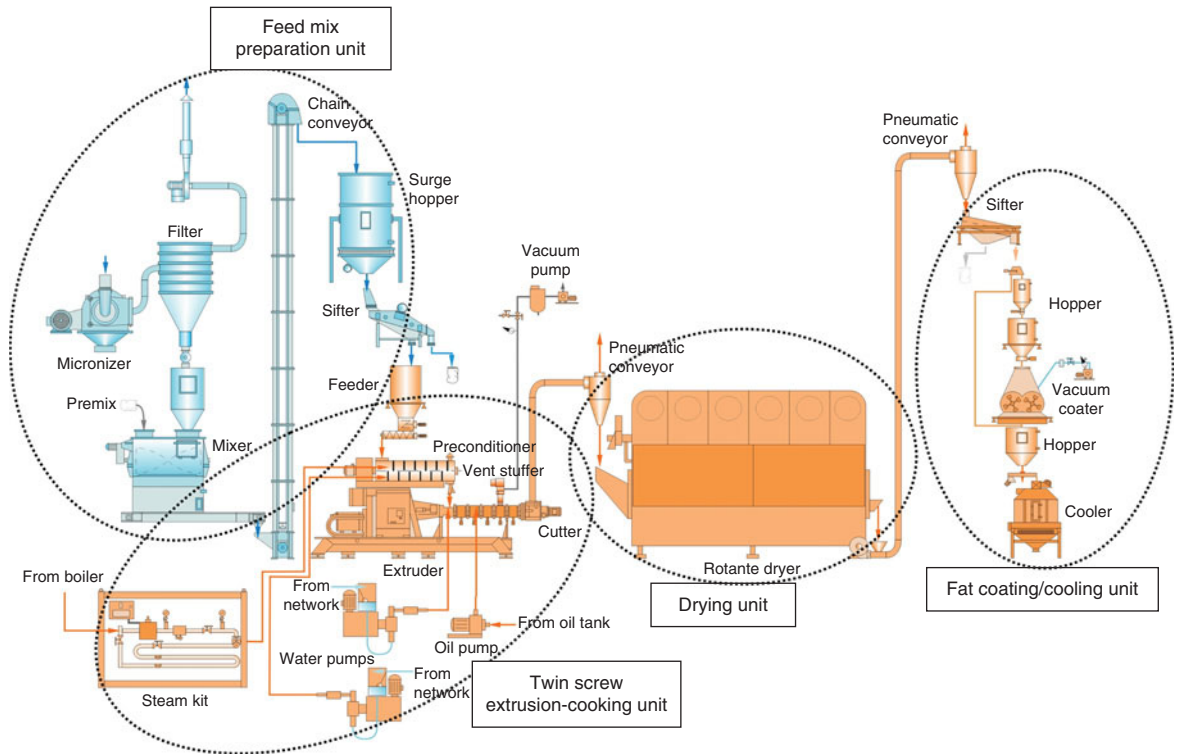 Feed mix
preparation unit
Chain
conveyor
Surge
hopper
Filter
Sifter
Micronizer
Feeder
Premix
Mixer
Vacuum
pump
Pneumatic
conveyor
Preconditioner
Vent stuffer
Cutter
Extruder
From boiler
Steam kit
From
network
Water pumps
From
network
From oil tank
Oil pump
Twin screw
extrusion-cooking unit
Rotante dryer
Drying unit
Pneumatic
conveyor
Sifter
Hopper
Vacuum
coater
Hopper
Cooler
Fat coating/cooling unit